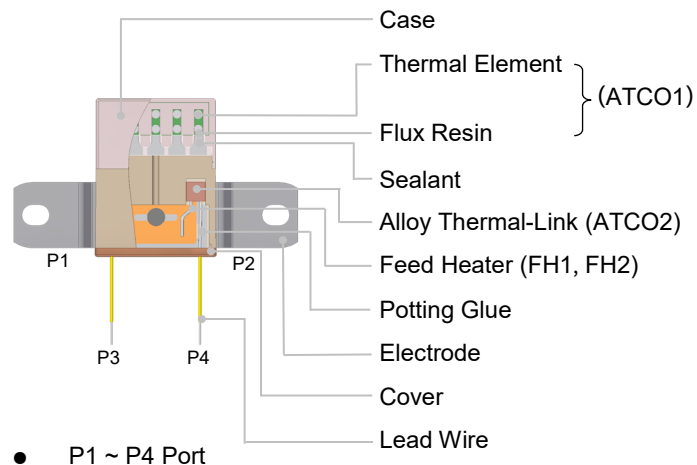 Case
Thermal Element
(ATCO1)
Flux Resin
Sealant
Alloy Thermal-Link (ATCO2)
Feed Heater (FH1, FH2)
Potting Glue
Electrode
Cover
Lead Wire
P1
P2
P3
P4
● P1 ~ P4 Port